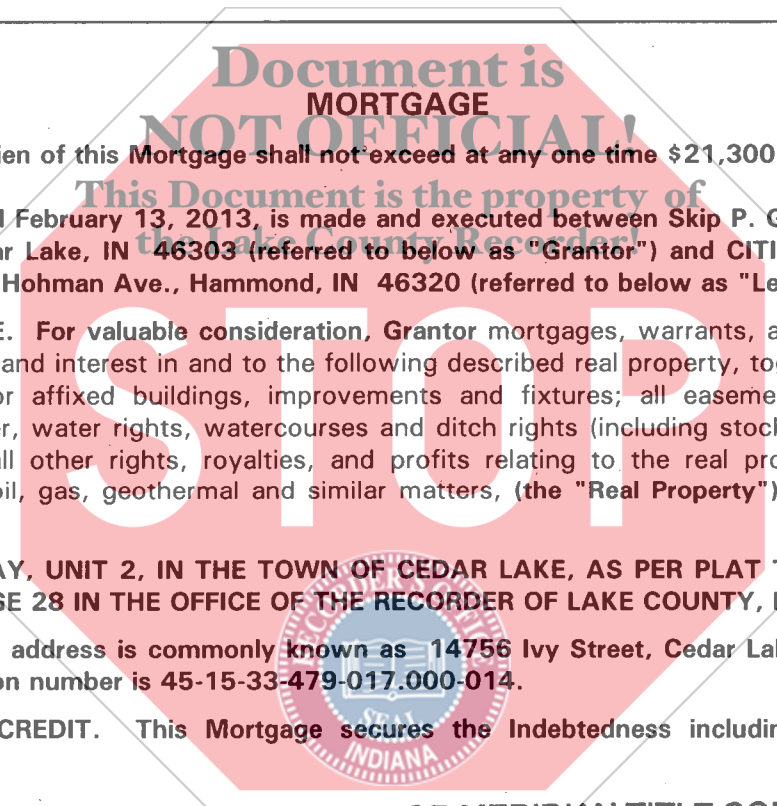 Document is
MORTGAGE
NOT OFFICIAL!
ien of this Mortgage shall not exceed at any one time $21,300
This Document is the property of
February 13, 2013, is made and executed between Skip P. G
ar Lake, IN 46303 (referred to below as "Grantor") and CITI
the Lake County Recorder!
Hohman Ave., Hammond, IN 46320 (referred to below as "Le
E. For valuable consideration, Grantor mortgages, warrants, a
and interest in and to the following described real property, tog
or affixed buildings, improvements and fixtures; all easeme
r, water rights, watercourses and ditch rights (including stock
all other rights, royalties, and profits relating to the real pro
oil, gas, geothermal and similar matters, (the "Real Property")
STOP
AY, UNIT 2, IN THE TOWN OF CEDAR LAKE, AS PER PLAT T
GE 28 IN THE OFFICE OF THE RECORDER OF LAKE COUNTY, I
address is commonly known as 14756 Ivy Street, Cedar Lak
on number is 45-15-33-479-017.000-014.
CREDIT. This Mortgage secures the Indebtedness includin
RECORDER'S OFFICE
SEAL
INDIANA